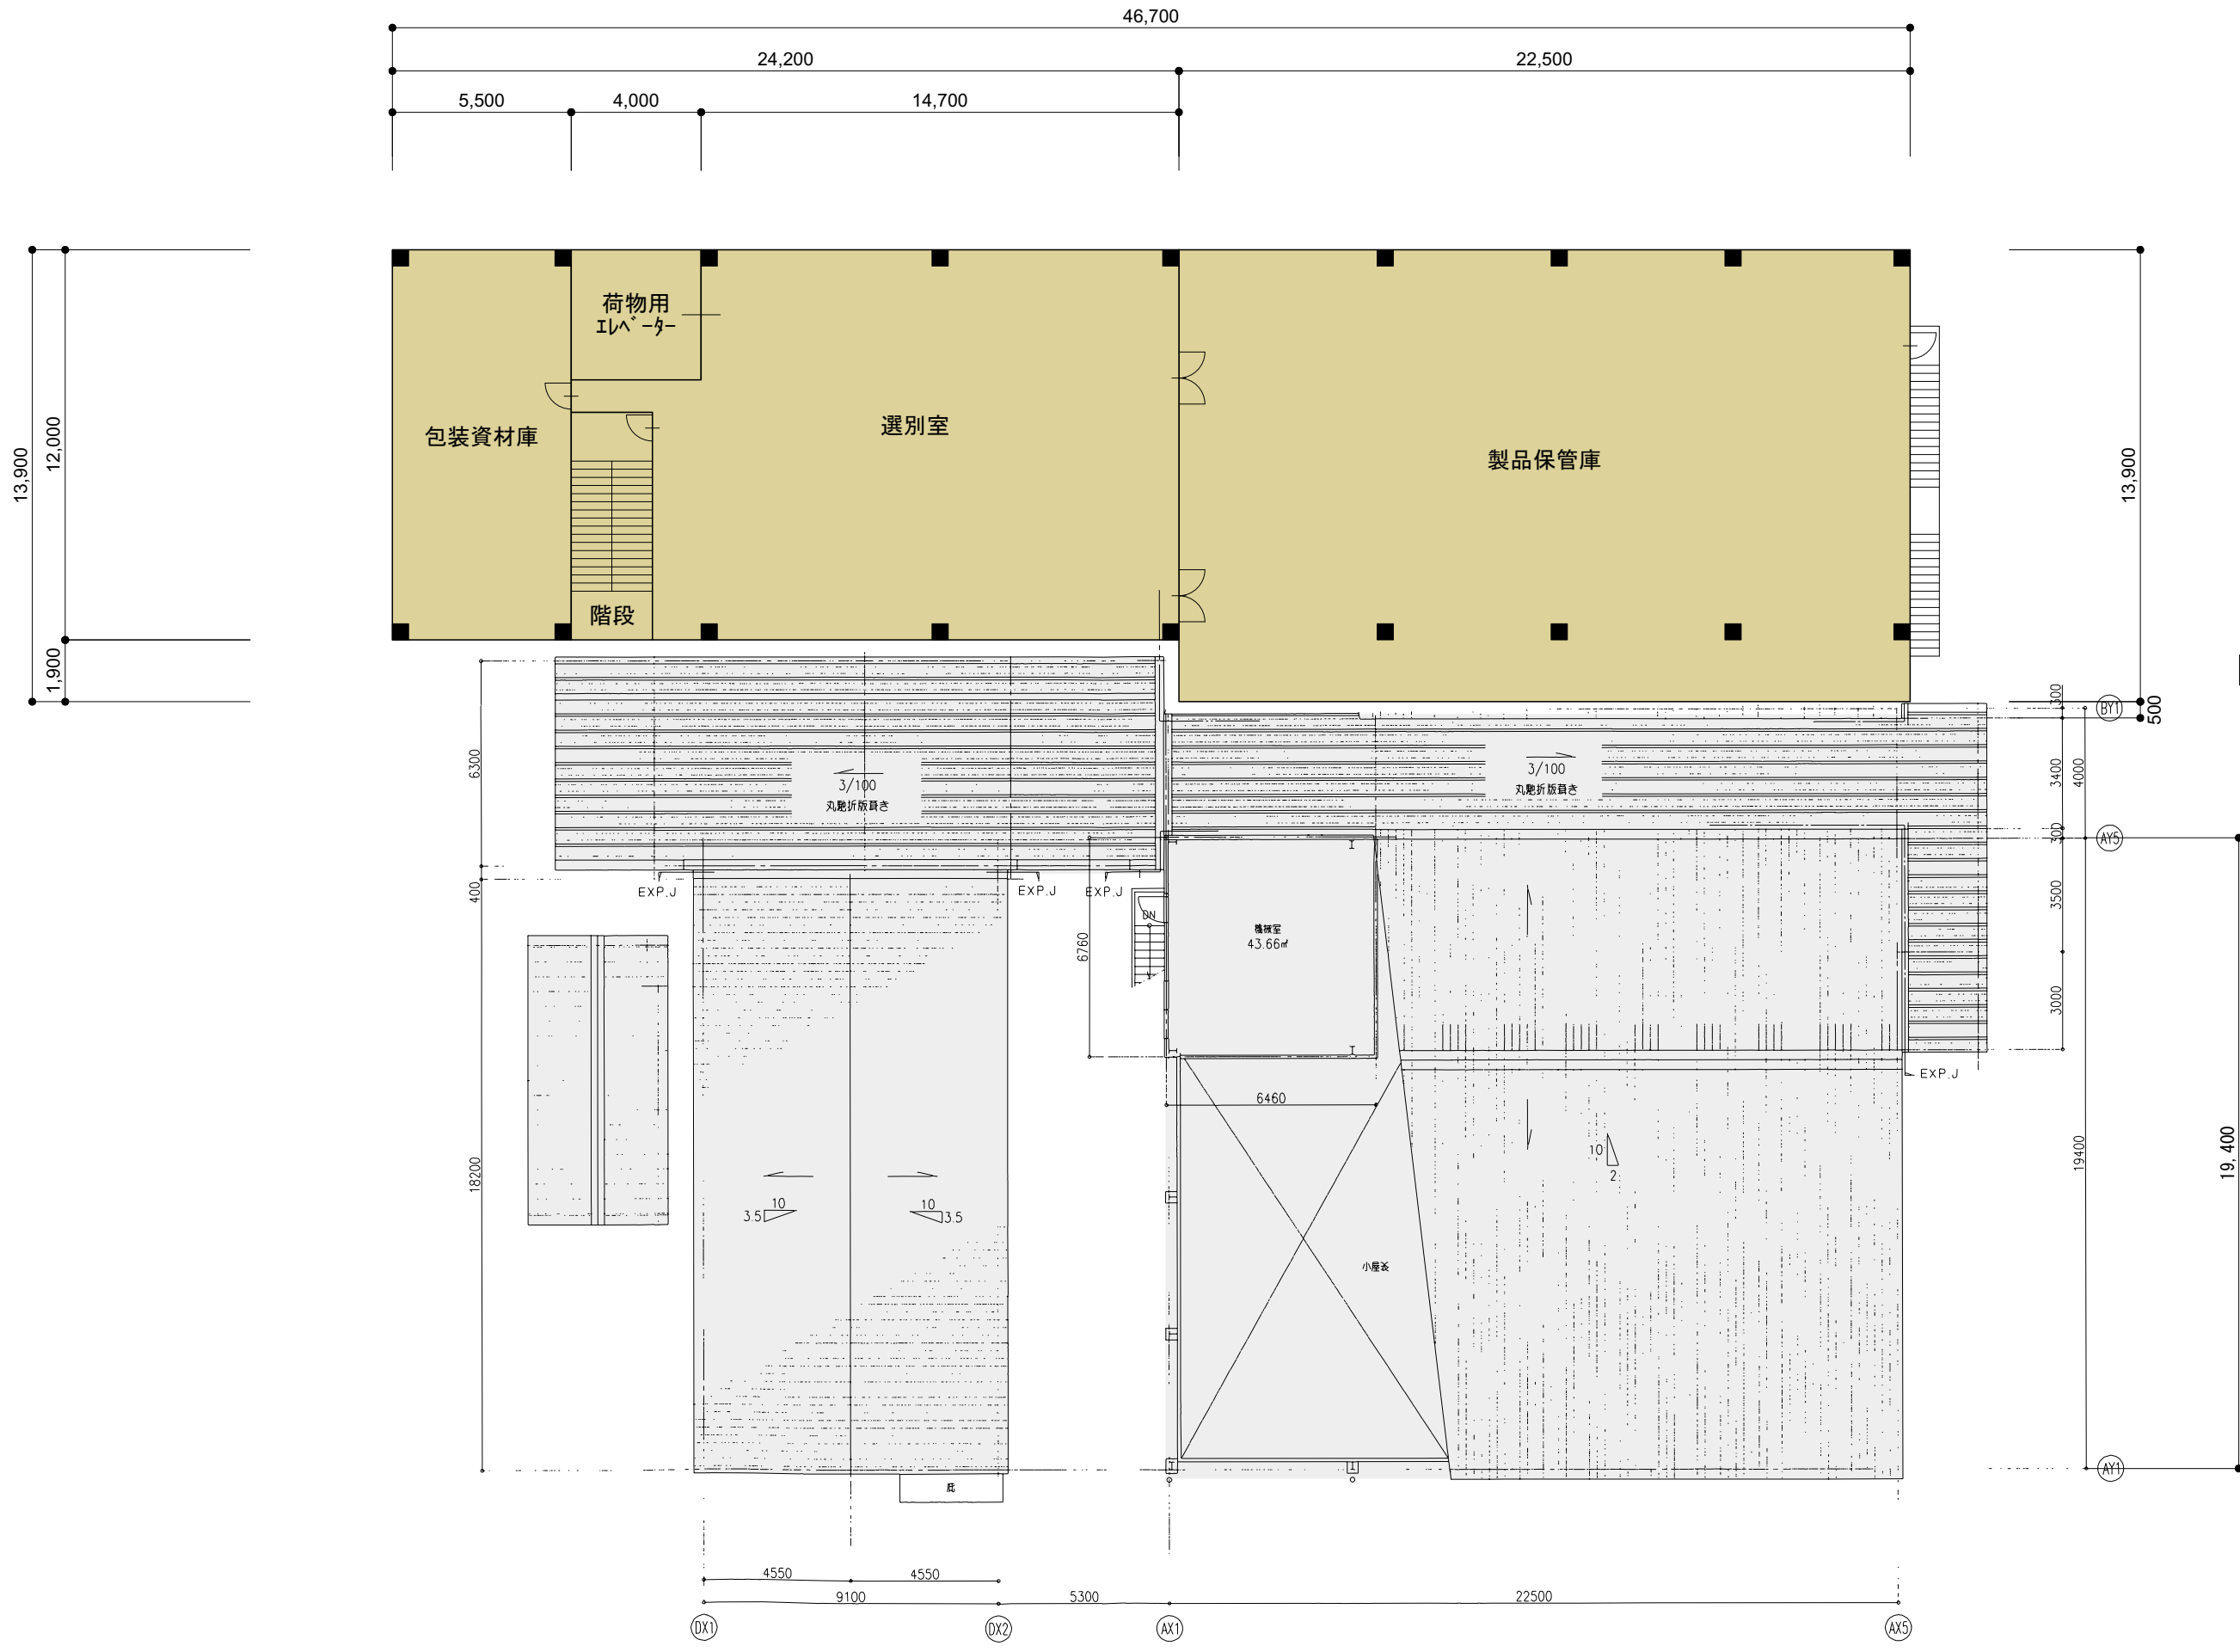 46,700
24,200
22,500
5,500
4,000
14,700
荷物用
ｴﾚﾍﾞｰﾀｰ
包装資材庫
選別室
製品保管庫
階段
13,900
12,000
1,900
13,900
500
300
BY1
3400
4000
300
AY5
3500
3000
6300
400
18200
3/100
丸馳折版葺き
3/100
丸馳折版葺き
EXP.J
EXP.J
EXP.J
DN
6760
機械室
43.66㎡
EXP.J
6460
10
2
19400
19,400
10
3.5
10
3.5
小屋裏
庇
AY1
4550
4550
9100
5300
22500
DX1
DX2
AX1
AX5